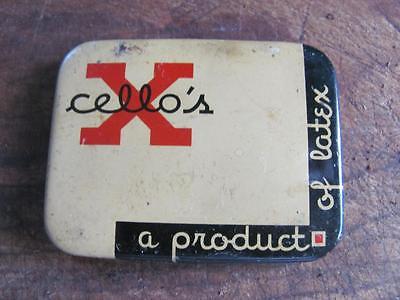 X
cello's
a product
of latex